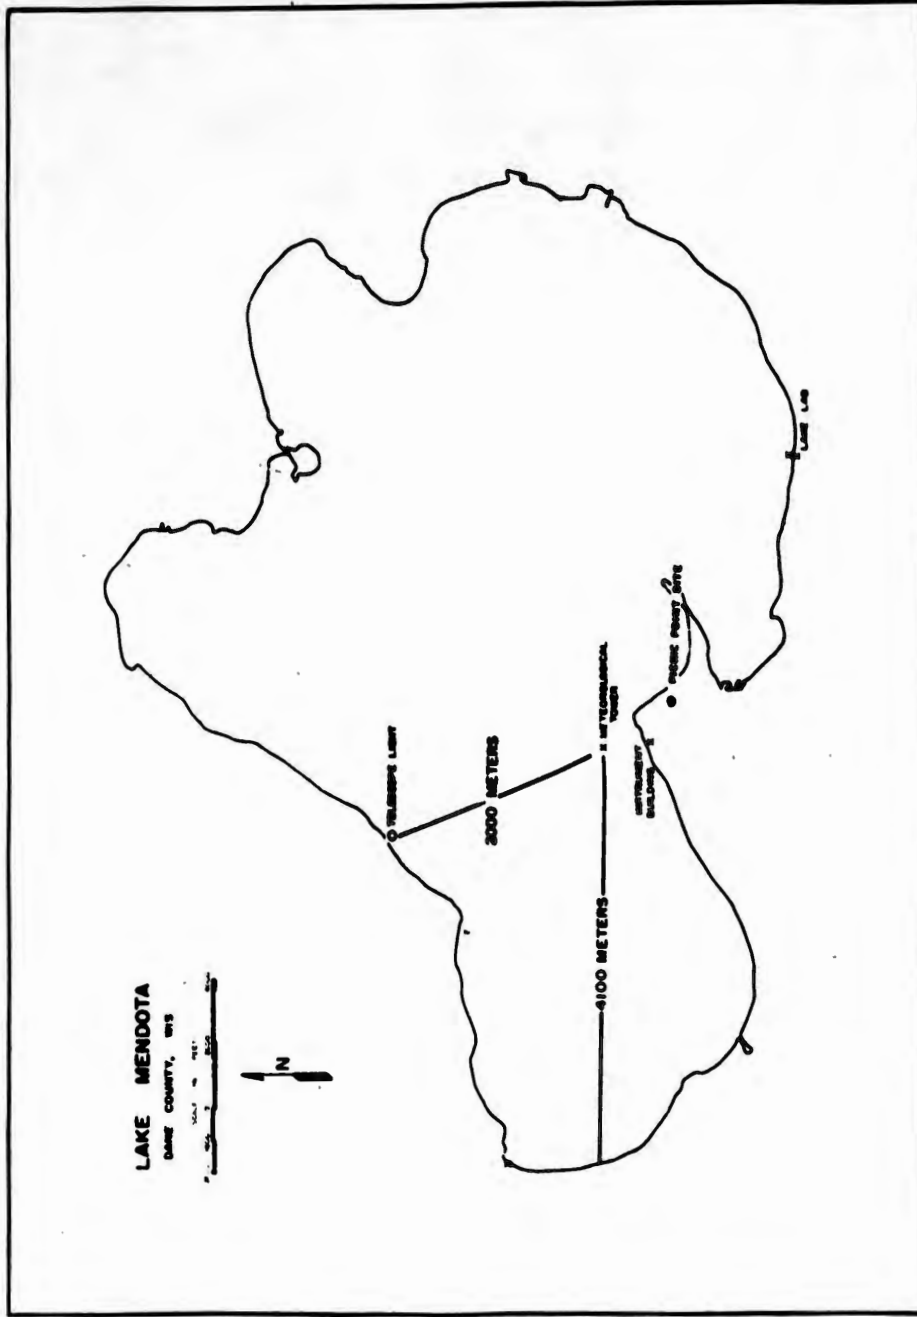 LAKE MENDOTA
DANE COUNTY, WIS
N
TELESCOPE LIGHT
2000 METERS
X METEOROLOGICAL
TOWER
4100 METERS
INSTRUMENT
BUILDING
X
PICNIC POINT SITE
LAKE LAB